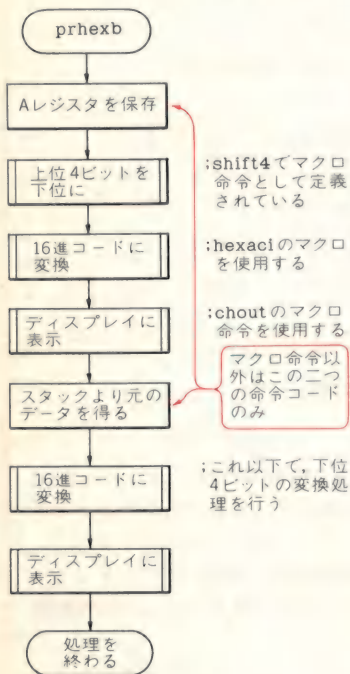 prhexb
Aレジスタを保存
上位4ビットを
下位に
;shift4でマクロ
命令として定義
されている
16進コードに
変換
;hexaciのマクロ
を使用する
ディスプレイに
表示
;choutのマクロ
命令を使用する
マクロ命令以
外はこの二つ
の命令コード
のみ
スタックより元の
データを得る
16進コードに
変換
;これ以下で,下位
4ビットの変換処
理を行う
ディスプレイに
表示
処理を
終わる